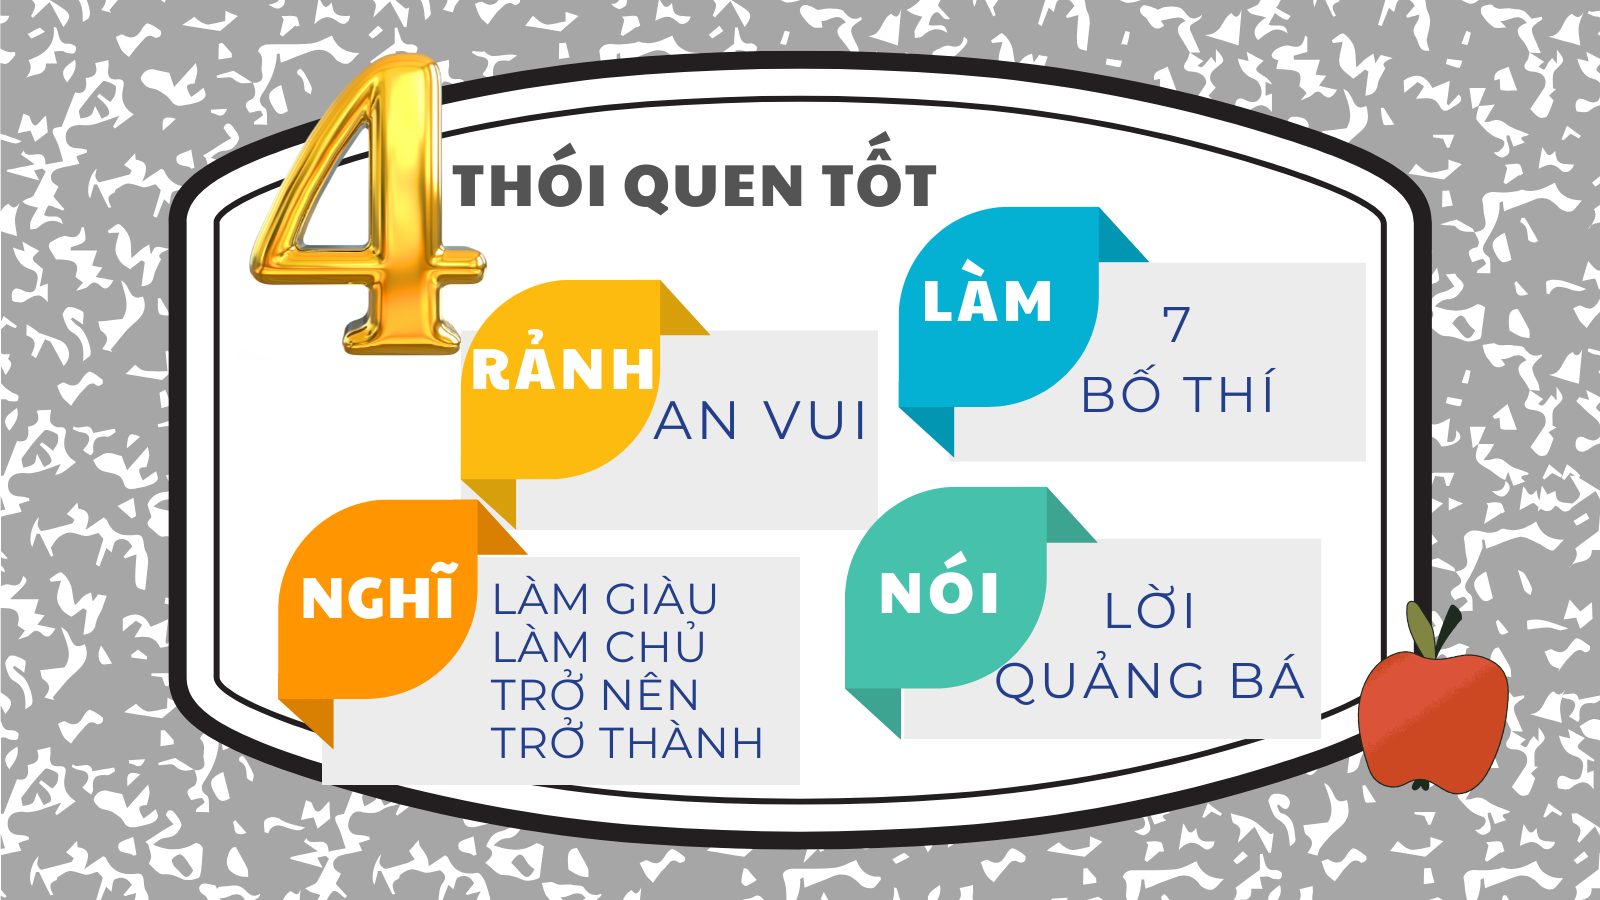 4
THÓI QUEN TỐT
RẢNH
AN VUI
LÀM
7
BỐ THÍ
NGHĨ
LÀM GIÀU
LÀM CHỦ
TRỞ NÊN
TRỞ THÀNH
NÓI
LỜI
QUẢNG BÁ